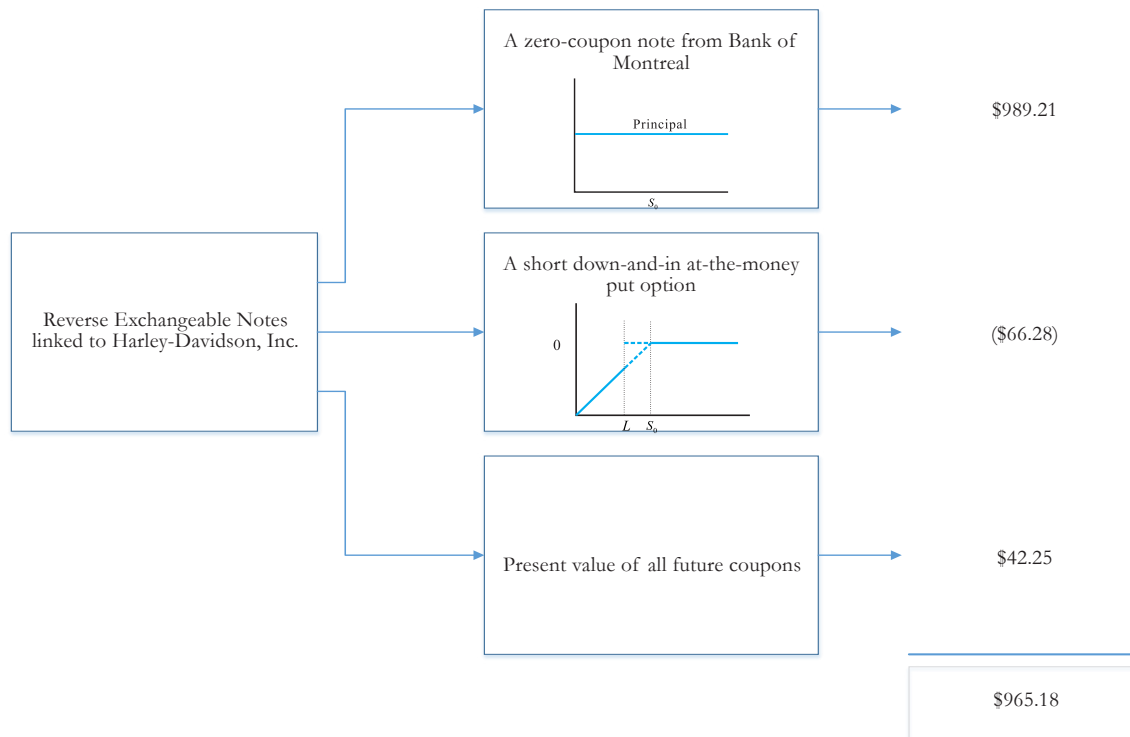 A zero-coupon note from Bank of
Montreal
Principal
S₀
$989.21
Reverse Exchangeable Notes
linked to Harley-Davidson, Inc.
A short down-and-in at-the-money
put option
0
L S₀
($66.28)
Present value of all future coupons
$42.25
$965.18